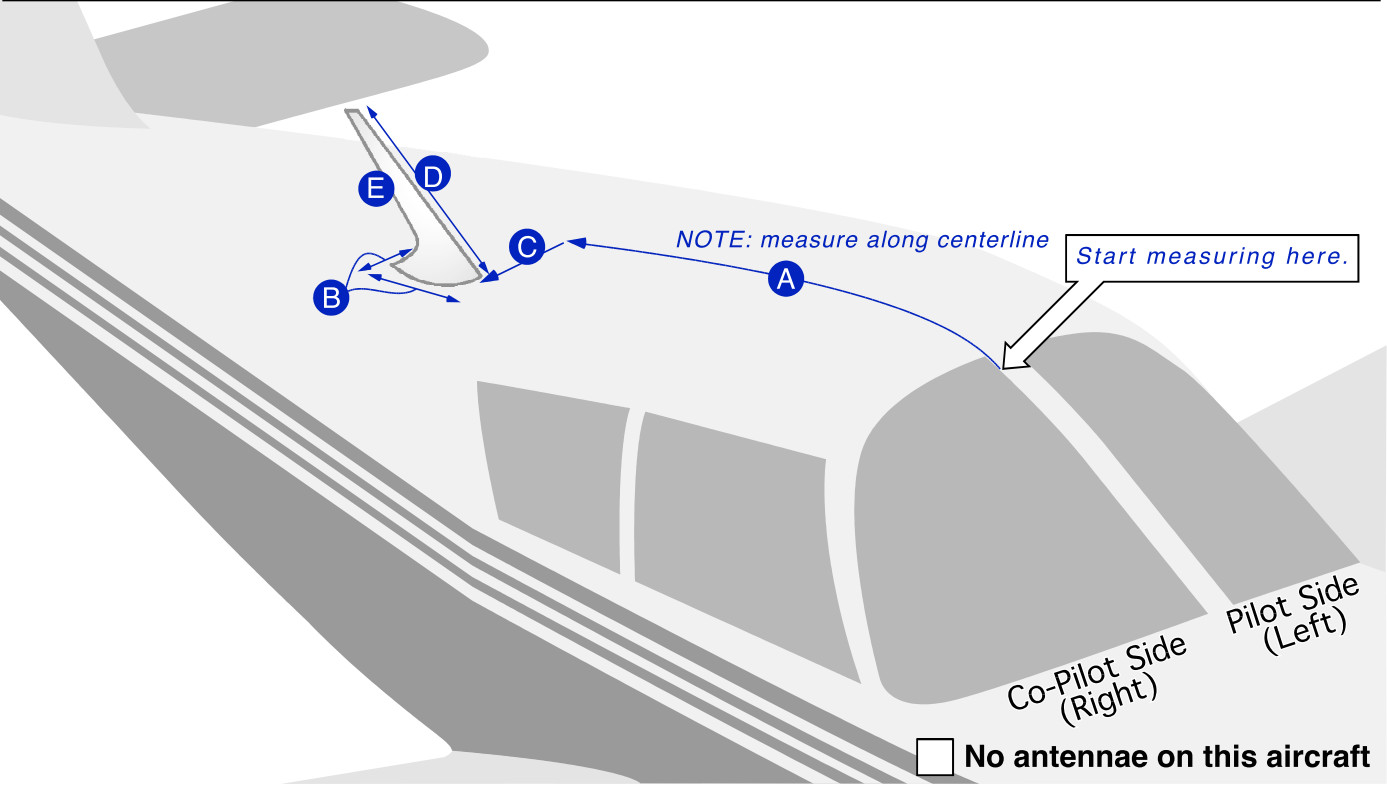 E
D
C
NOTE: measure along centerline
Start measuring here.
A
B
Pilot Side
(Left)
Co-Pilot Side
(Right)
No antennae on this aircraft